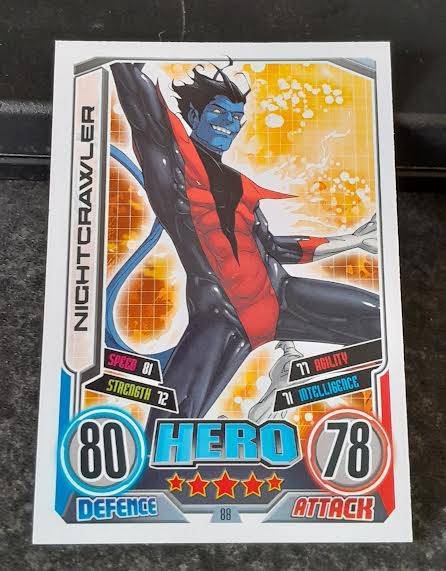 NIGHTCRAWLER
SPEED 81
STRENGTH 72
77 AGILITY
71 INTELLIGENCE
80
HERO
78
DEFENCE
88
ATTACK